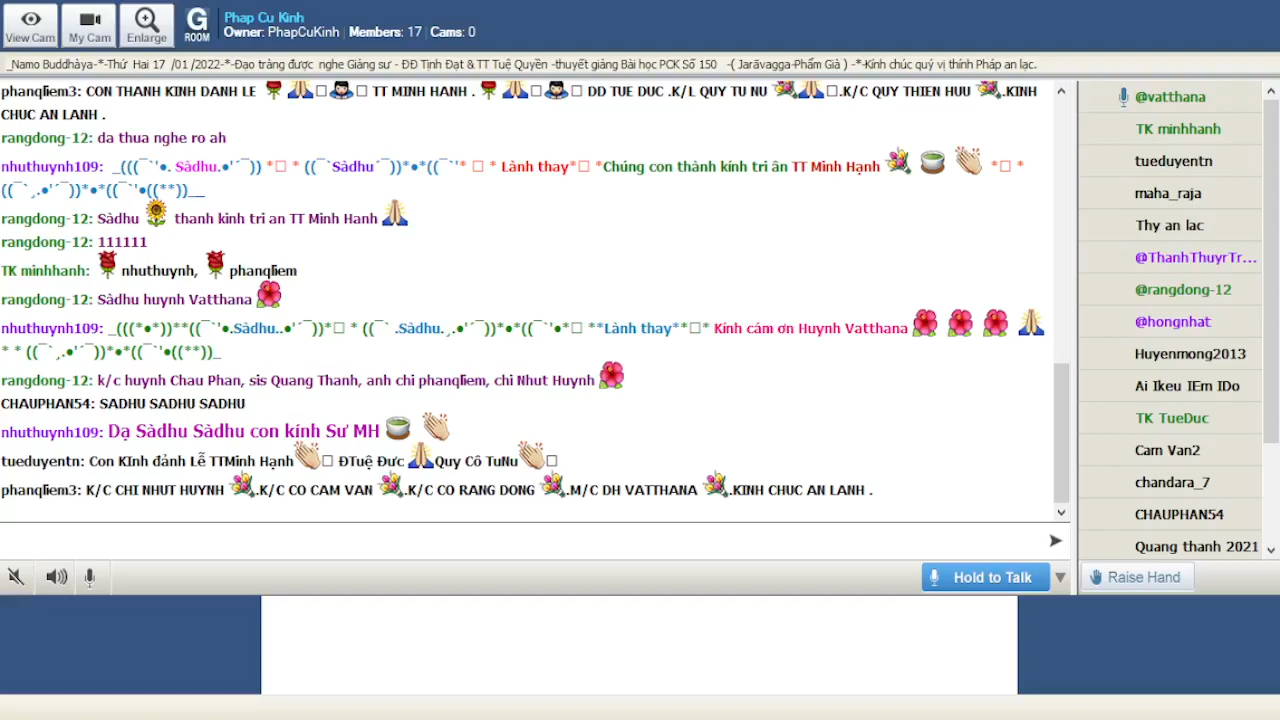 Phap Cu Kinh
Owner: PhapCuKinh | Members: 17 | Cams: 0
View Cam
My Cam
Enlarge
G
ROOM
_Namo Buddhàya-*-Thứ Hai 17 /01 /2022-*-Đạo tràng được nghe Giảng sư - ĐĐ Tịnh Đạt & TT Tuệ Quyền -thuyết giảng Bài học PCK Số 150 -( Jarāvagga-Phẩm Già ) -*-Kính chúc quý vị thính Pháp an lạc.
phanqliem3: CON THANH KINH DANH LE 🌹🙏 TT MINH HANH . 🌹🙏 DD TUE DUC .K/L QUY TU NU 💐🙏.K/C QUY THIEN HUU 💐.KINH
CHUC AN LANH .
rangdong-12: da thua nghe ro ah
nhuthuynh109: _(((¯`'•. Sàdhu.•'´¯)) *□ * ((¯`Sàdhu´¯))*•*((¯`'* □ * Lành thay*□ *Chúng con thành kính tri ân TT Minh Hạnh 💐 🍵 👏 *□ *
((¯`¸.•'´¯))*•*((¯`'•((**))__
rangdong-12: Sàdhu 🌻 thanh kinh tri an TT Minh Hanh 🙏
rangdong-12: 111111
TK minhhanh: 🌹 nhuthuynh, 🌹 phanqliem
rangdong-12: Sàdhu huynh Vatthana 🌺
nhuthuynh109: _(((*•*))**((¯`'•.Sàdhu..•'´¯))*□ * ((¯` .Sàdhu.¸.•'´¯))*•*((¯`'•*□ **Lành thay**□* Kính cám ơn Huynh Vatthana 🌺 🌺 🌺 🙏
* * ((¯`¸.•'´¯))*•*((¯`'•((**))_
rangdong-12: k/c huynh Chau Phan, sis Quang Thanh, anh chi phanqliem, chi Nhut Huynh 🌺
CHAUPHAN54: SADHU SADHU SADHU
nhuthuynh109: Dạ Sàdhu Sàdhu con kính Sư MH 🍵 👏
tueduyentn: Con KInh đảnh Lễ TTMinh Hạnh👏□ ĐTuệ Đưc 🙏Quy Cô TuNu👏□
phanqliem3: K/C CHI NHUT HUYNH 💐.K/C CO CAM VAN 💐.K/C CO RANG DONG 💐.M/C DH VATTHANA 💐.KINH CHUC AN LANH .
@vatthana
TK minhhanh
tueduyentn
maha_raja
Thy an lac
@ThanhThuyrTr...
@rangdong-12
@hongnhat
Huyenmong2013
Ai Ikeu IEm IDo
TK TueDuc
Cam Van2
chandara_7
CHAUPHAN54
Quang thanh 2021
Hold to Talk
Raise Hand